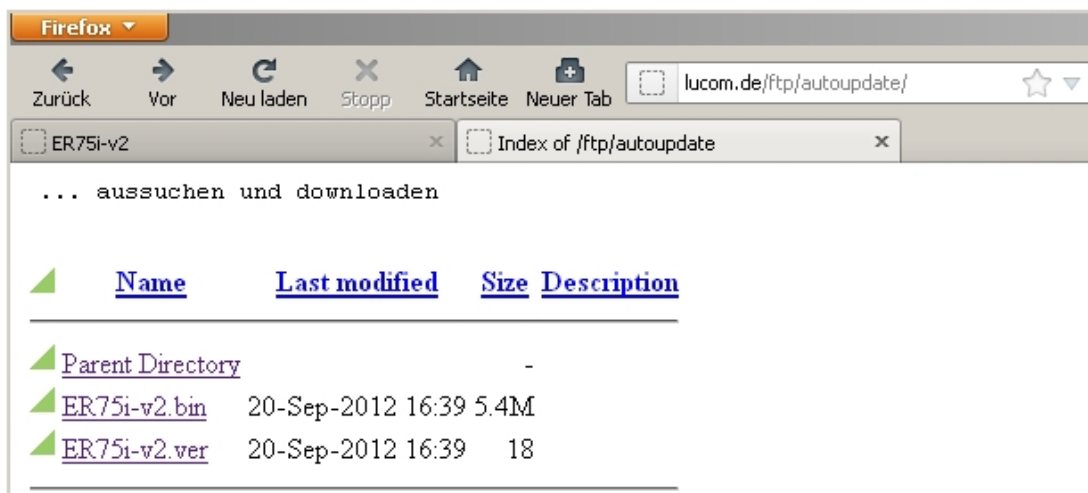 Firefox
Zurück Vor Neu laden Stopp Startseite Neuer Tab lucom.de/ftp/autoupdate/
ER75i-v2 Index of /ftp/autoupdate
... aussuchen und downloaden
Name Last modified Size Description
Parent Directory -
ER75i-v2.bin 20-Sep-2012 16:39 5.4M
ER75i-v2.ver 20-Sep-2012 16:39 18